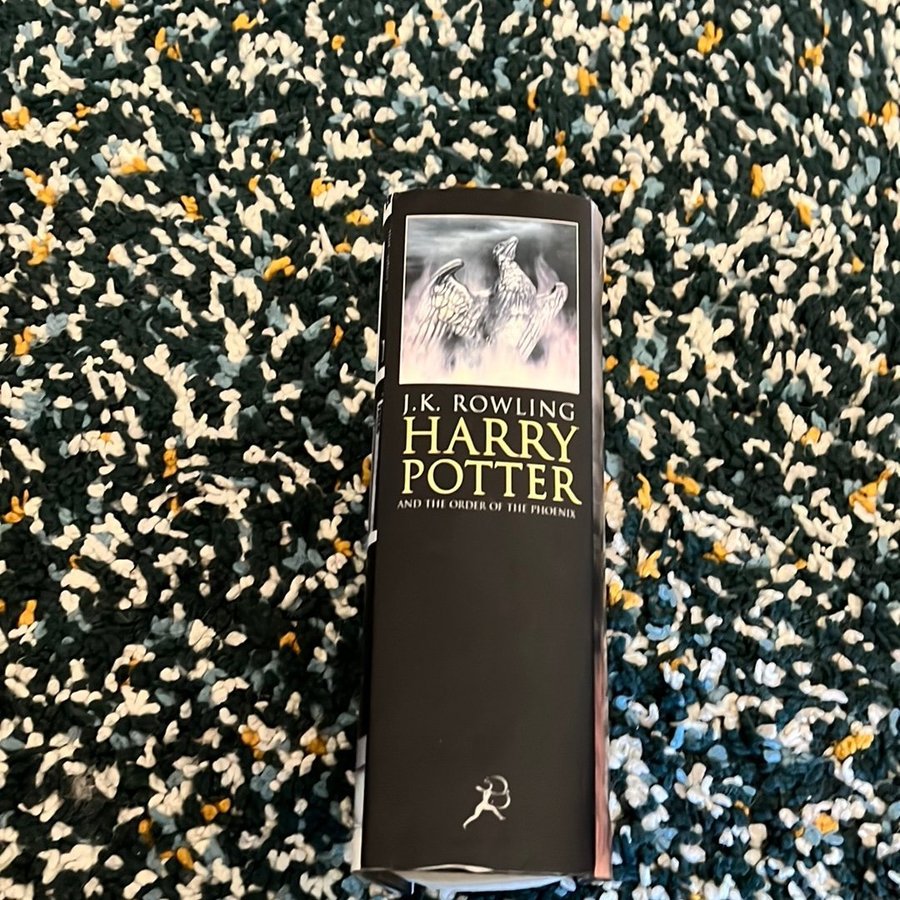 J.K. ROWLING
HARRY
POTTER
AND THE ORDER OF THE PHOENIX